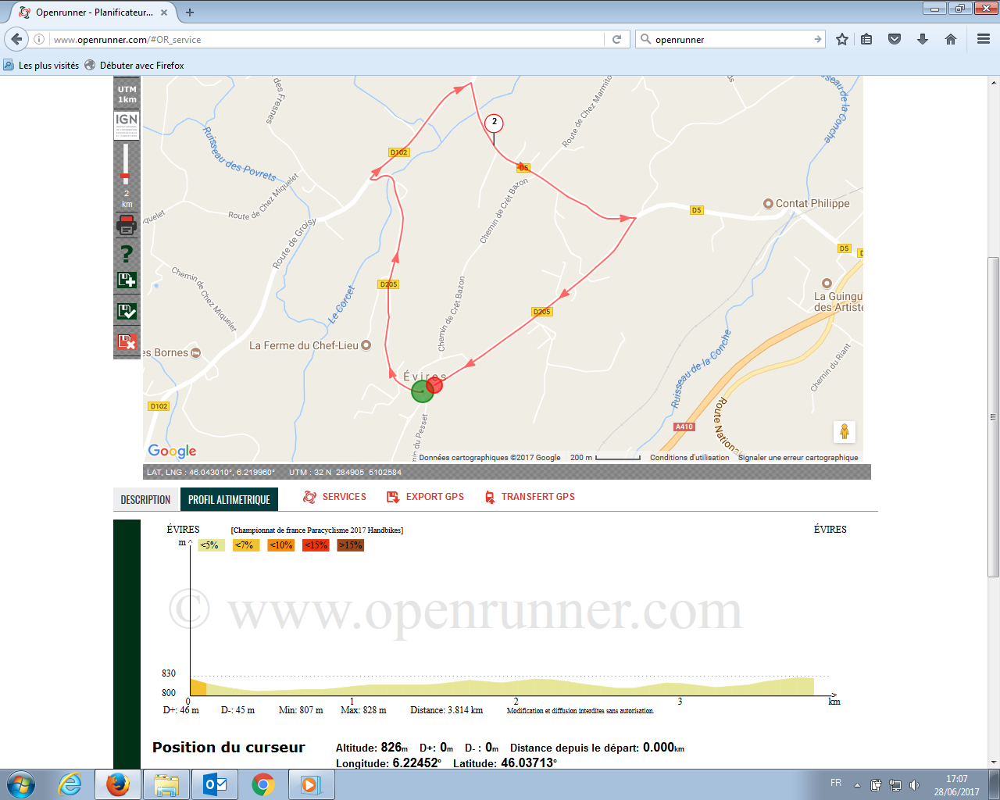 Openrunner - Planificateur...
www.openrunner.com/#OR_service
openrunner
Les plus visités
Débuter avec Firefox
UTM
1km
IGN
2
km
des Fresnes
Ruisseau des Povrets
Route de Chez Miquelet
Route de Groisy
Chemin de Chez Miquelet
Le Corcet
La Ferme du Chef-Lieu
es Bornes
D102
D102
D205
2
D5
Route de Chez Marmito
sseau de la Conche
Chemin de Crêt Bazon
Chemin de Crêt Bazon
D5
Contat Philippe
D5
La Guingu
des Artiste
D205
Ruisseau de la Conche
Chemin du Riant
Route National
A410
Évires
in du Pesset
Google
Données cartographiques ©2017 Google
200 m
Conditions d'utilisation
Signaler une erreur cartographique
LAT, LNG : 46.043010°, 6.219960°
UTM : 32 N 284905 5102584
DESCRIPTION
PROFIL ALTIMETRIQUE
SERVICES
EXPORT GPS
TRANSFERT GPS
ÉVIRES
[Championnat de france Paracyclisme 2017 Handbikes]
ÉVIRES
m
<5%
<7%
<10%
<15%
>15%
© www.openrunner.com
830
800
0
1
2
3
km
D+: 46 m
D-: 45 m
Min: 807 m
Max: 828 m
Distance: 3.814 km
Modification et diffusion interdites sans autorisation.
Position du curseur
Altitude: 826m D+: 0m D- : 0m Distance depuis le départ: 0.000km
Longitude: 6.22452° Latitude: 46.03713°
FR
17:07
28/06/2017